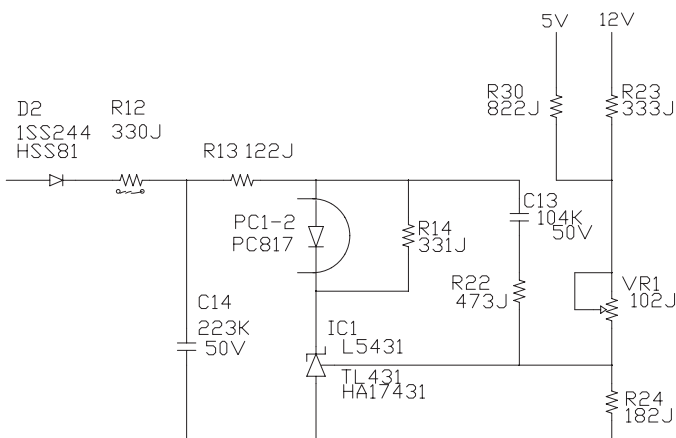 5V
12V
R30
822J
R23
333J
D2
1SS244
HSS81
R12
330J
R13 122J
C13
104K
50V
PC1-2
PC817
R14
331J
R22
473J
VR1
102J
C14
223K
50V
IC1
L5431
TL431
HA17431
R24
182J